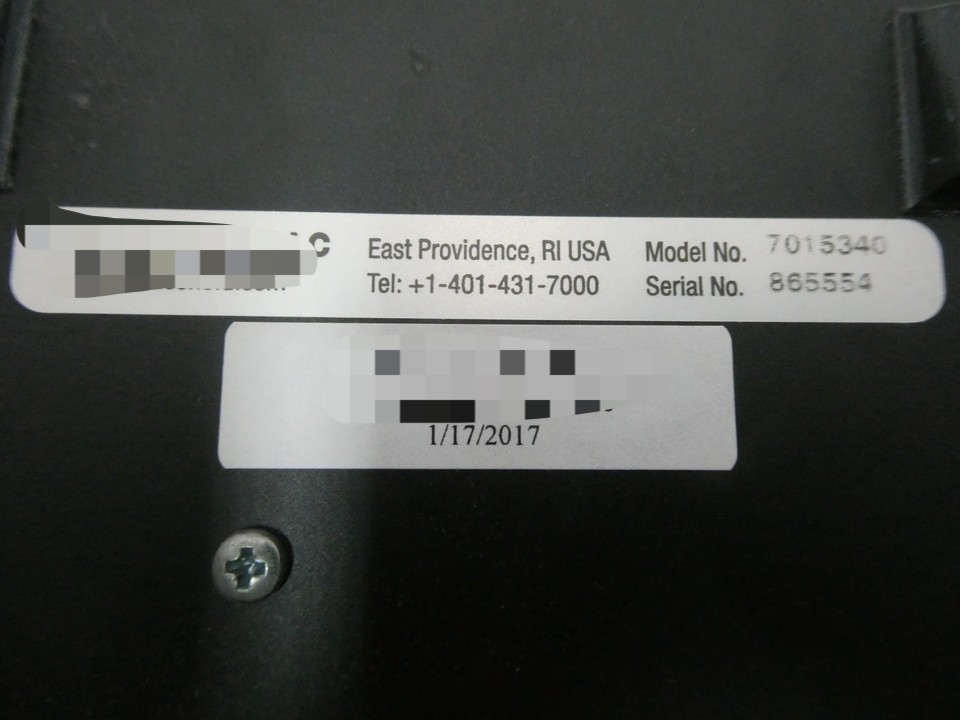 East Providence, RI USA
Tel: +1-401-431-7000
Model No. 7015340
Serial No. 865554
1/17/2017